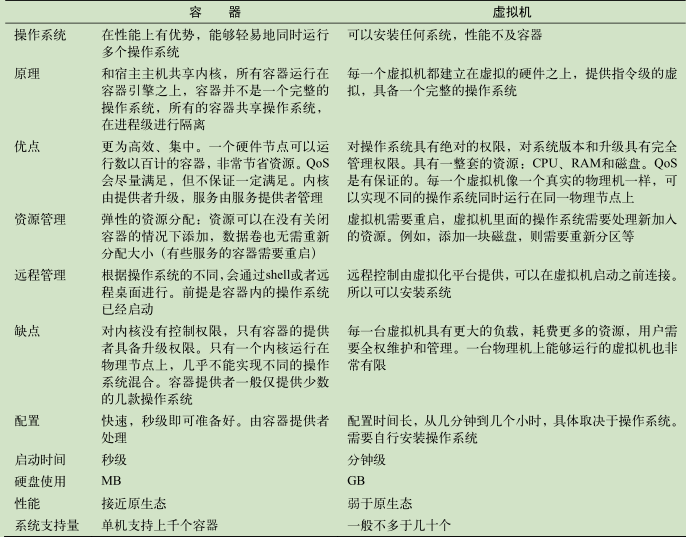 容 器 虚拟机
操作系统 在性能上有优势，能够轻易地同时运行 可以安装任何系统，性能不及容器
多个操作系统
原理 和宿主主机共享内核，所有容器运行在 每一个虚拟机都建立在虚拟的硬件之上，提供指令级的虚
容器引擎之上，容器并不是一个完整的 拟，具备一个完整的操作系统
操作系统，所有的容器共享操作系统，
在进程级进行隔离
优点 更为高效、集中。一个硬件节点可以运 对操作系统具有绝对的权限，对系统版本和升级具有完全
行数以百计的容器，非常节省资源。QoS 管理权限。具有一整套的资源：CPU、RAM和磁盘。QoS
会尽量满足，但不保证一定满足。内核 是有保证的。每一个虚拟机像一个真实的物理机一样，可
由提供者升级，服务由服务提供者管理 以实现不同的操作系统同时运行在同一物理节点上
资源管理 弹性的资源分配：资源可以在没有关闭 虚拟机需要重启，虚拟机里面的操作系统需要处理新加入
容器的情况下添加，数据卷也无需重新 的资源。例如，添加一块磁盘，则需要重新分区等
分配大小（有些服务的容器需要重启）
远程管理 根据操作系统的不同，会通过shell或者远 远程控制由虚拟化平台提供，可以在虚拟机启动之前连接。
程桌面进行。前提是容器内的操作系统 所以可以安装系统
已经启动
缺点 对内核没有控制权限，只有容器的提供 每一台虚拟机具有更大的负载，耗费更多的资源，用户需
者具备升级权限。只有一个内核运行在 要全权维护和管理。一台物理机上能够运行的虚拟机也非
物理节点上，几乎不能实现不同的操作 常有限
系统混合。容器提供者一般仅提供少数
的几款操作系统
配置 快速，秒级即可准备好。由容器提供者 配置时间长，从几分钟到几个小时，具体取决于操作系统。
处理 需要自行安装操作系统
启动时间 秒级 分钟级
硬盘使用 MB GB
性能 接近原生态 弱于原生态
系统支持量 单机支持上千个容器 一般不多于几十个